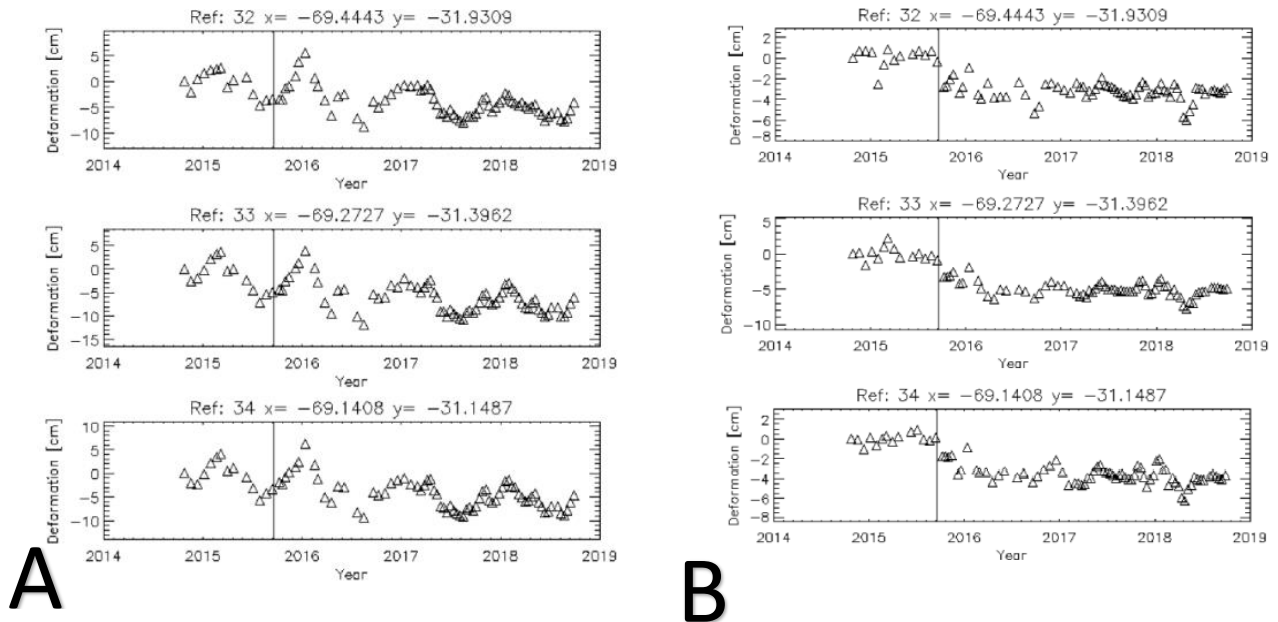 Ref: 32 x= −69.4443 y= −31.9309
Deformation [cm]
5
0
−5
−10
2014 2015 2016 2017 2018 2019
Year
Ref: 33 x= −69.2727 y= −31.3962
Deformation [cm]
5
0
−5
−10
−15
2014 2015 2016 2017 2018 2019
Year
Ref: 34 x= −69.1408 y= −31.1487
Deformation [cm]
10
5
0
−5
−10
2014 2015 2016 2017 2018 2019
Year
A
Ref: 32 x= −69.4443 y= −31.9309
Deformation [cm]
2
0
−2
−4
−6
−8
2014 2015 2016 2017 2018 2019
Year
Ref: 33 x= −69.2727 y= −31.3962
Deformation [cm]
5
0
−5
−10
2014 2015 2016 2017 2018 2019
Year
Ref: 34 x= −69.1408 y= −31.1487
Deformation [cm]
2
0
−2
−4
−6
−8
2014 2015 2016 2017 2018 2019
Year
B